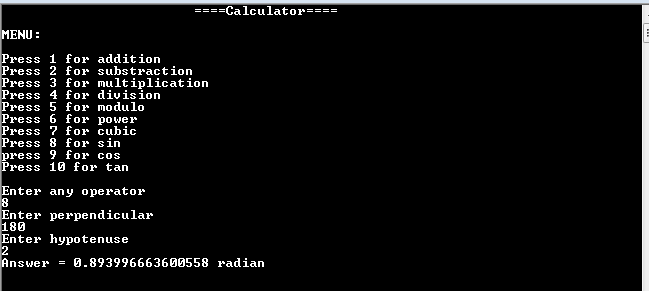 ====Calculator====
MENU:
Press 1 for addition
Press 2 for substraction
Press 3 for multiplication
Press 4 for division
Press 5 for modulo
Press 6 for power
Press 7 for cubic
Press 8 for sin
press 9 for cos
Press 10 for tan
Enter any operator
8
Enter perpendicular
180
Enter hypotenuse
2
Answer = 0.893996663600558 radian